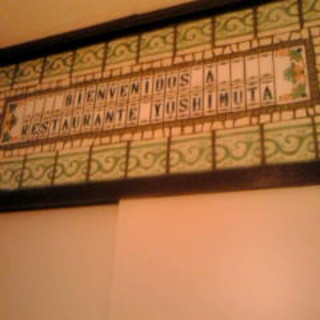 BIENVENIDOS A
RESTAURANTE YOSHIMUTA